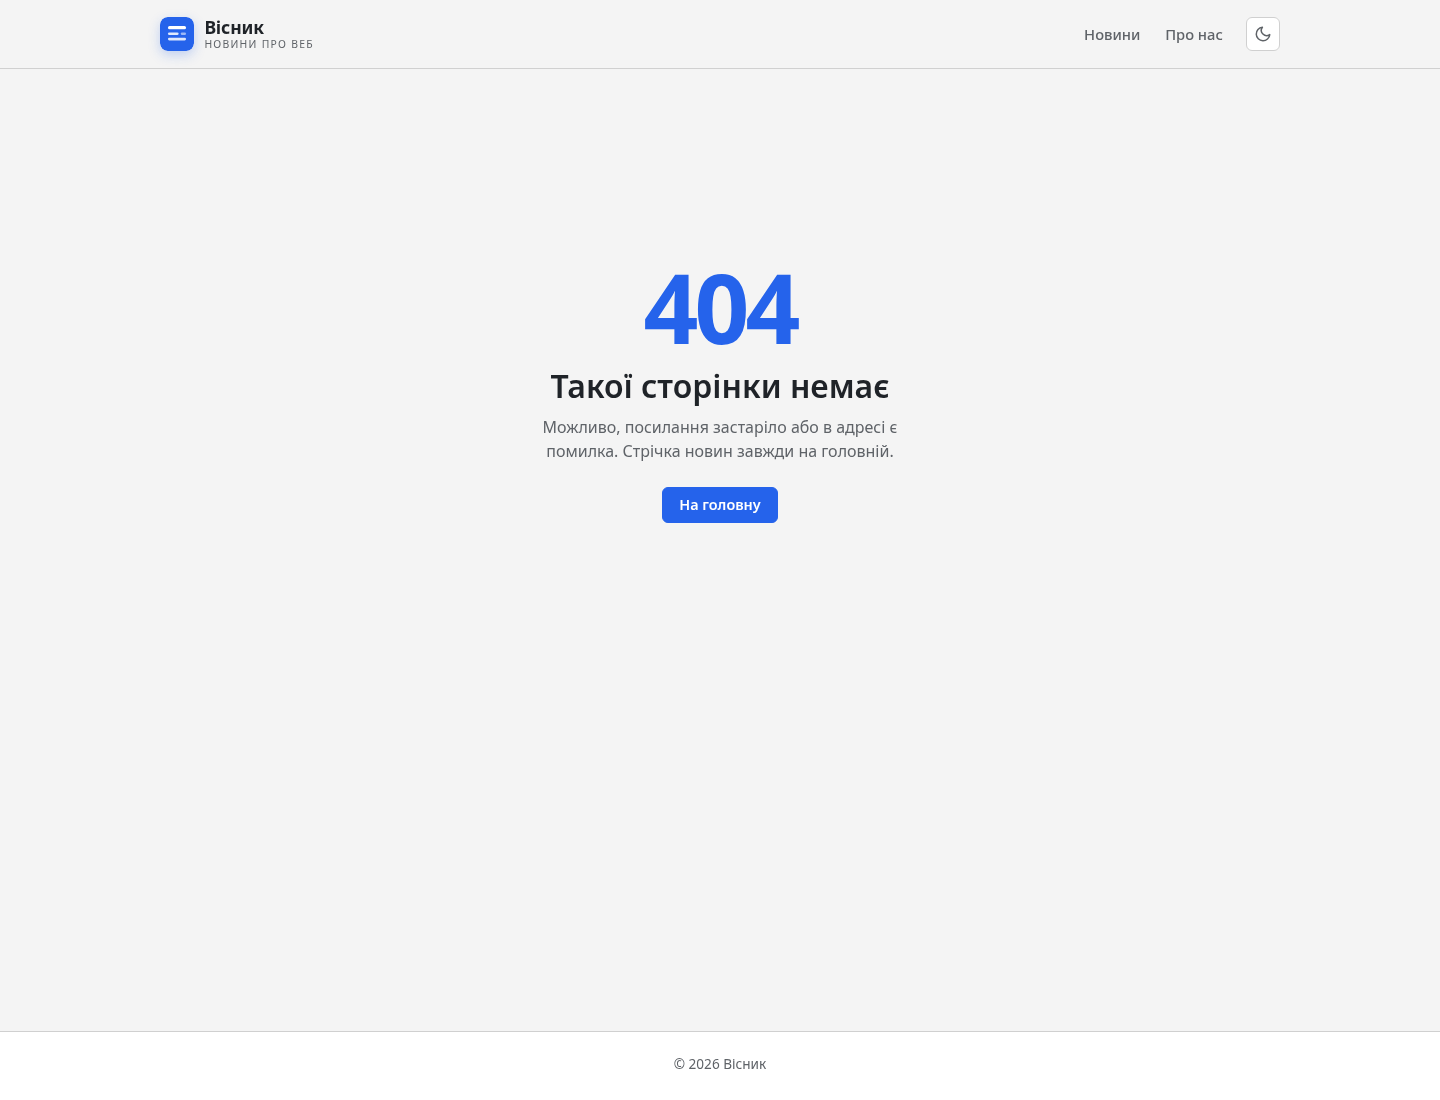 Вісник
НОВИНИ ПРО ВЕБ
Новини
Про нас
404
Такої сторінки немає
Можливо, посилання застаріло або в адресі є
помилка. Стрічка новин завжди на головній.
На головну
© 2026 Вісник